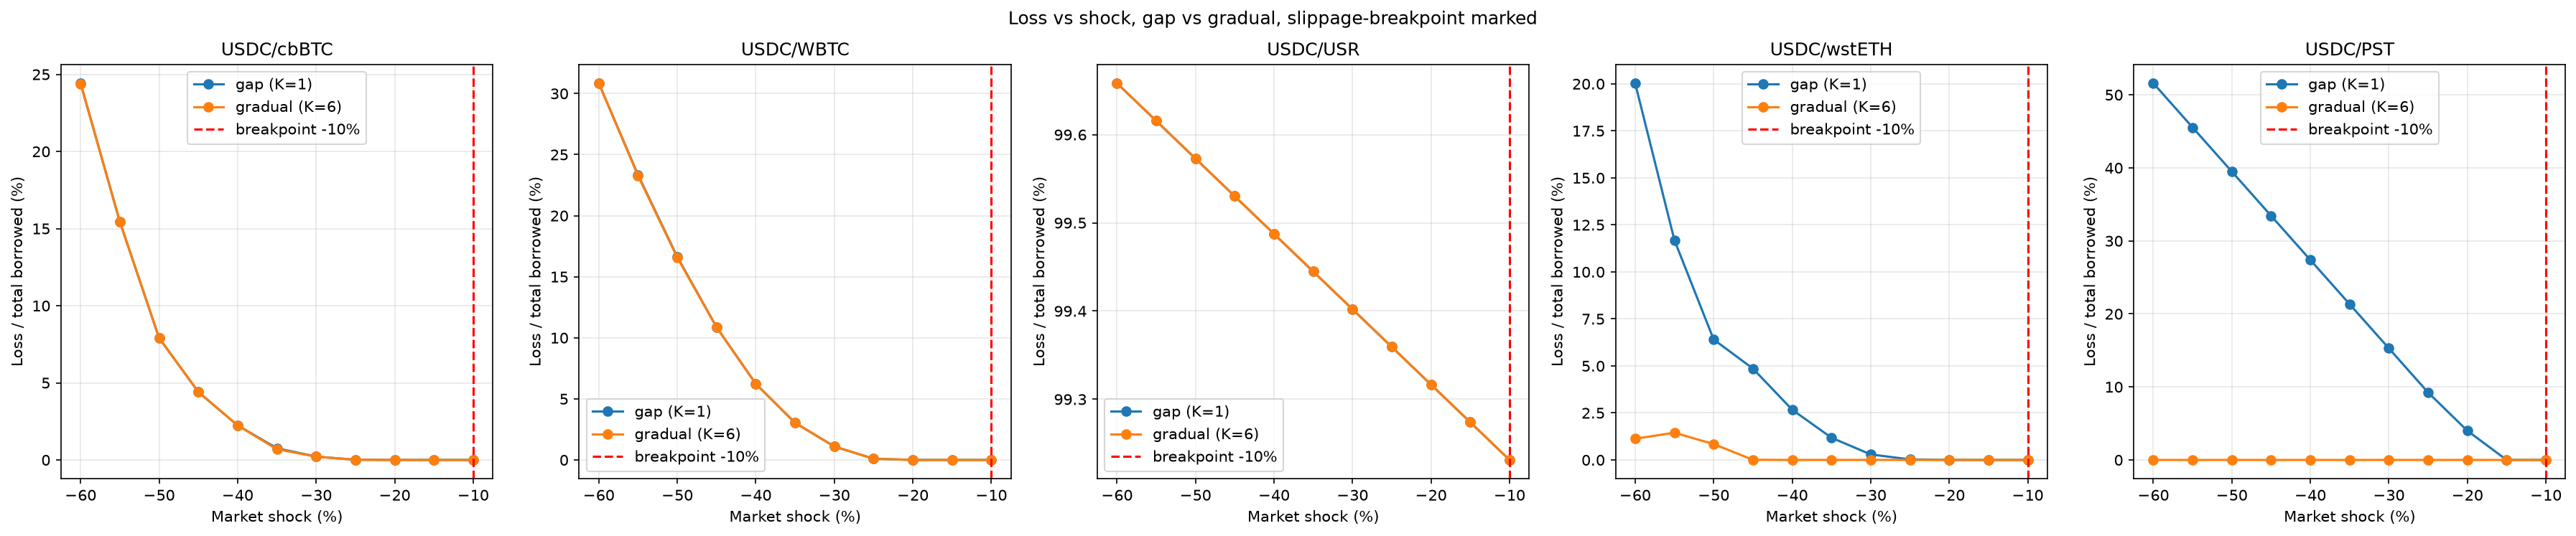 Loss vs shock, gap vs gradual, slippage-breakpoint marked
USDC/cbBTC
gap (K=1)
gradual (K=6)
breakpoint -10%
Loss / total borrowed (%)
25
20
15
10
5
0
−60
−50
−40
−30
−20
−10
Market shock (%)
USDC/WBTC
Loss / total borrowed (%)
30
25
20
15
10
5
0
gap (K=1)
gradual (K=6)
breakpoint -10%
−60
−50
−40
−30
−20
−10
Market shock (%)
USDC/USR
Loss / total borrowed (%)
99.6
99.5
99.4
99.3
gap (K=1)
gradual (K=6)
breakpoint -10%
−60
−50
−40
−30
−20
−10
Market shock (%)
USDC/wstETH
gap (K=1)
gradual (K=6)
breakpoint -10%
Loss / total borrowed (%)
20.0
17.5
15.0
12.5
10.0
7.5
5.0
2.5
0.0
−60
−50
−40
−30
−20
−10
Market shock (%)
USDC/PST
gap (K=1)
gradual (K=6)
breakpoint -10%
Loss / total borrowed (%)
50
40
30
20
10
0
−60
−50
−40
−30
−20
−10
Market shock (%)